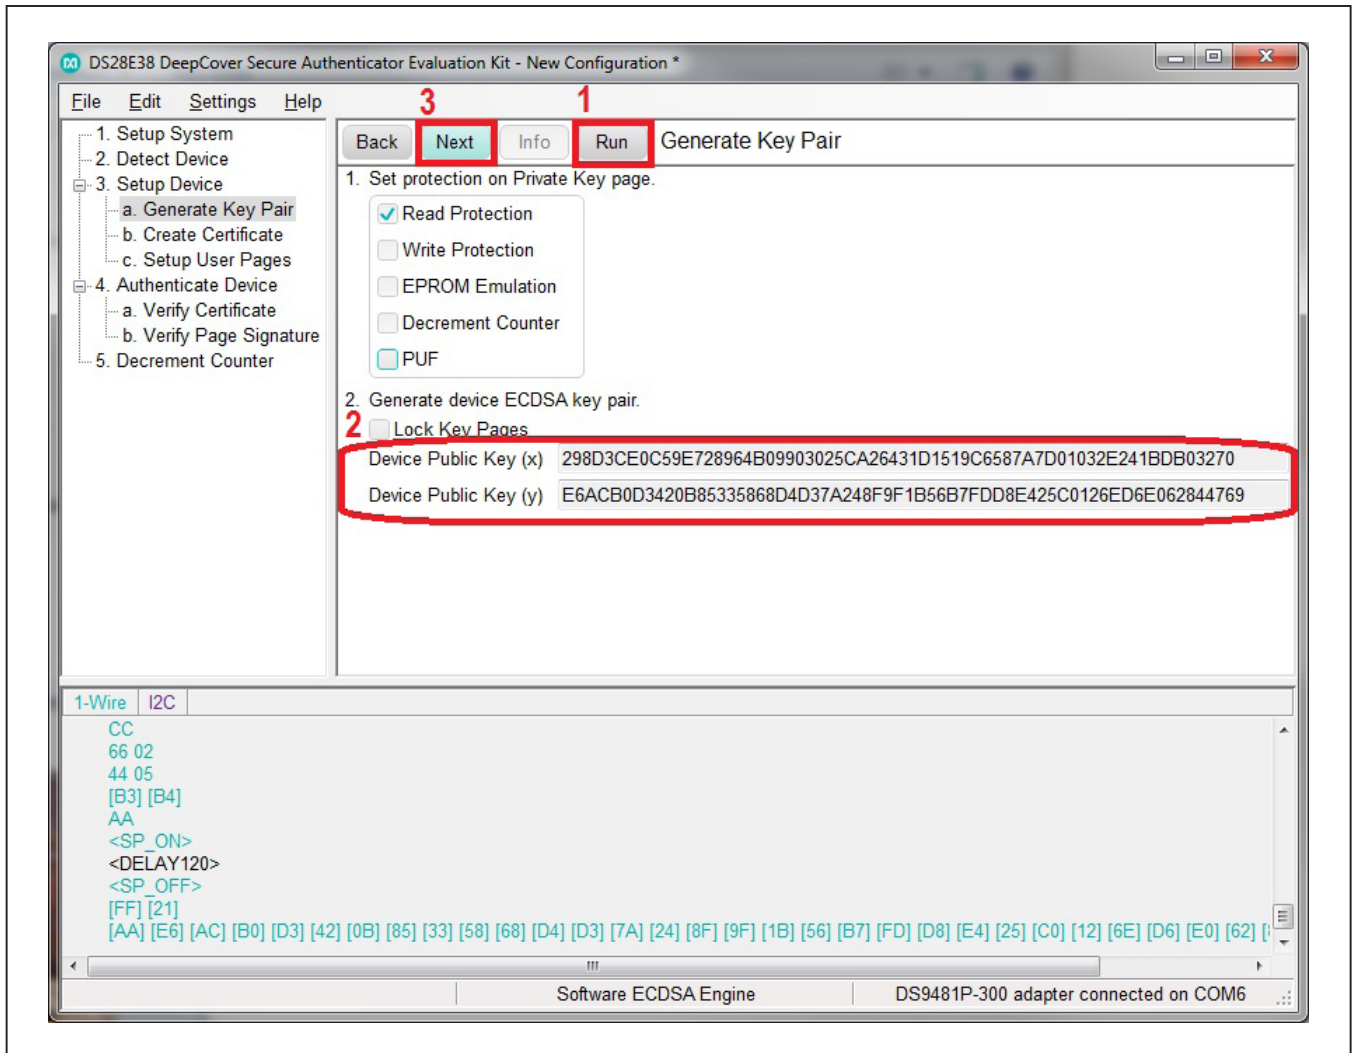 DS28E38 DeepCover Secure Authenticator Evaluation Kit - New Configuration *
File Edit Settings Help
3 1
Back Next Info Run Generate Key Pair
1. Setup System
2. Detect Device
3. Setup Device
a. Generate Key Pair
b. Create Certificate
c. Setup User Pages
4. Authenticate Device
a. Verify Certificate
b. Verify Page Signature
5. Decrement Counter
1. Set protection on Private Key page.
Read Protection
Write Protection
EPROM Emulation
Decrement Counter
PUF
2. Generate device ECDSA key pair.
2 Lock Key Pages
Device Public Key (x) 298D3CE0C59E728964B09903025CA26431D1519C6587A7D01032E241BDB03270
Device Public Key (y) E6ACB0D3420B85335868D4D37A248F9F1B56B7FDD8E425C0126ED6E062844769
1-Wire I2C
CC
66 02
44 05
[B3] [B4]
AA
<SP_ON>
<DELAY120>
<SP_OFF>
[FF] [21]
[AA] [E6] [AC] [B0] [D3] [42] [0B] [85] [33] [58] [68] [D4] [D3] [7A] [24] [8F] [9F] [1B] [56] [B7] [FD] [D8] [E4] [25] [C0] [12] [6E] [D6] [E0] [62]
Software ECDSA Engine DS9481P-300 adapter connected on COM6